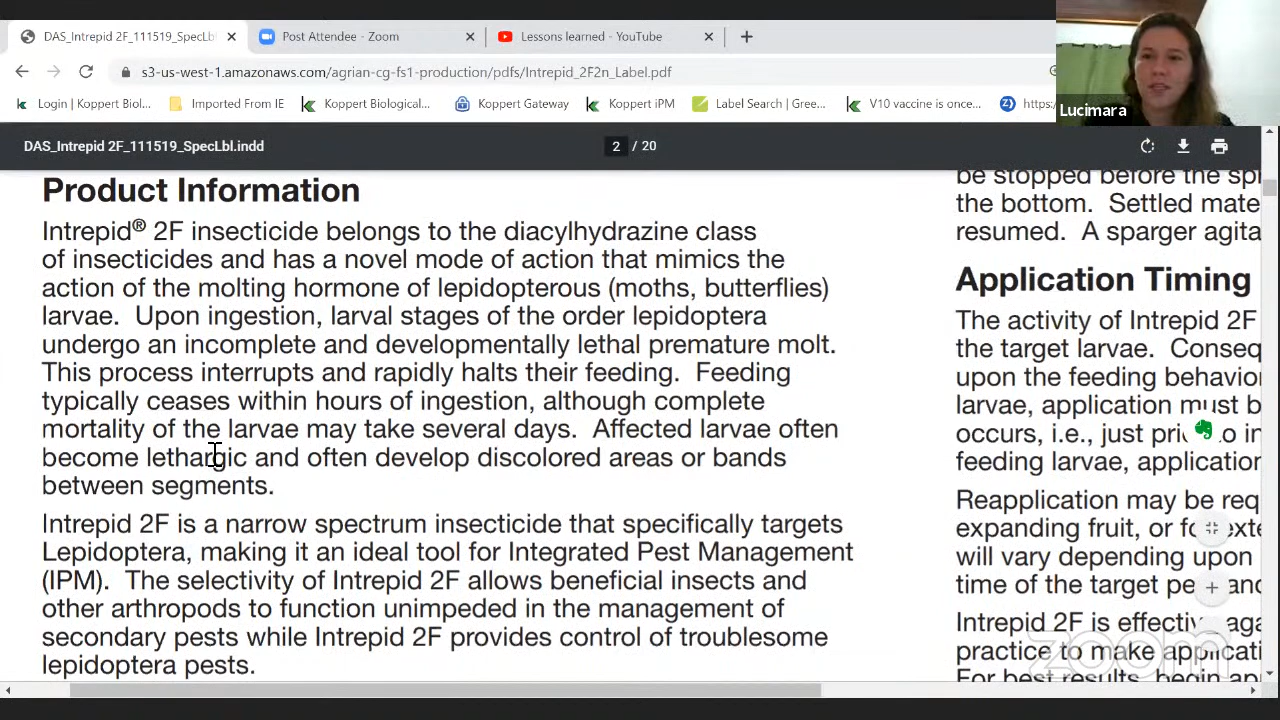 DAS_Intrepid 2F_111519_SpecLbl
Post Attendee - Zoom
Lessons learned - YouTube
s3-us-west-1.amazonaws.com/agrian-cg-fs1-production/pdfs/Intrepid_2F2n_Label.pdf
Login | Koppert Biol...
Imported From IE
Koppert Biological...
Koppert Gateway
Koppert iPM
Label Search | Gree...
V10 vaccine is once...
https:
Lucimara
DAS_Intrepid 2F_111519_SpecLbl.indd
2 / 20
Product Information
Intrepid® 2F insecticide belongs to the diacylhydrazine class
of insecticides and has a novel mode of action that mimics the
action of the molting hormone of lepidopterous (moths, butterflies)
larvae. Upon ingestion, larval stages of the order lepidoptera
undergo an incomplete and developmentally lethal premature molt.
This process interrupts and rapidly halts their feeding. Feeding
typically ceases within hours of ingestion, although complete
mortality of the larvae may take several days. Affected larvae often
become lethargic and often develop discolored areas or bands
between segments.
Intrepid 2F is a narrow spectrum insecticide that specifically targets
Lepidoptera, making it an ideal tool for Integrated Pest Management
(IPM). The selectivity of Intrepid 2F allows beneficial insects and
other arthropods to function unimpeded in the management of
secondary pests while Intrepid 2F provides control of troublesome
lepidoptera pests.
be stopped before the sp
the bottom. Settled mate
resumed. A sparger agita
Application Timing
The activity of Intrepid 2F
the target larvae. Conseq
upon the feeding behavio
larvae, application must b
occurs, i.e., just in
feeding larvae, application
Reapplication may be req
expanding fruit, or
will vary depending upon
time of the target
Intrepid 2F is
practice to make
For best results, begin
zoom